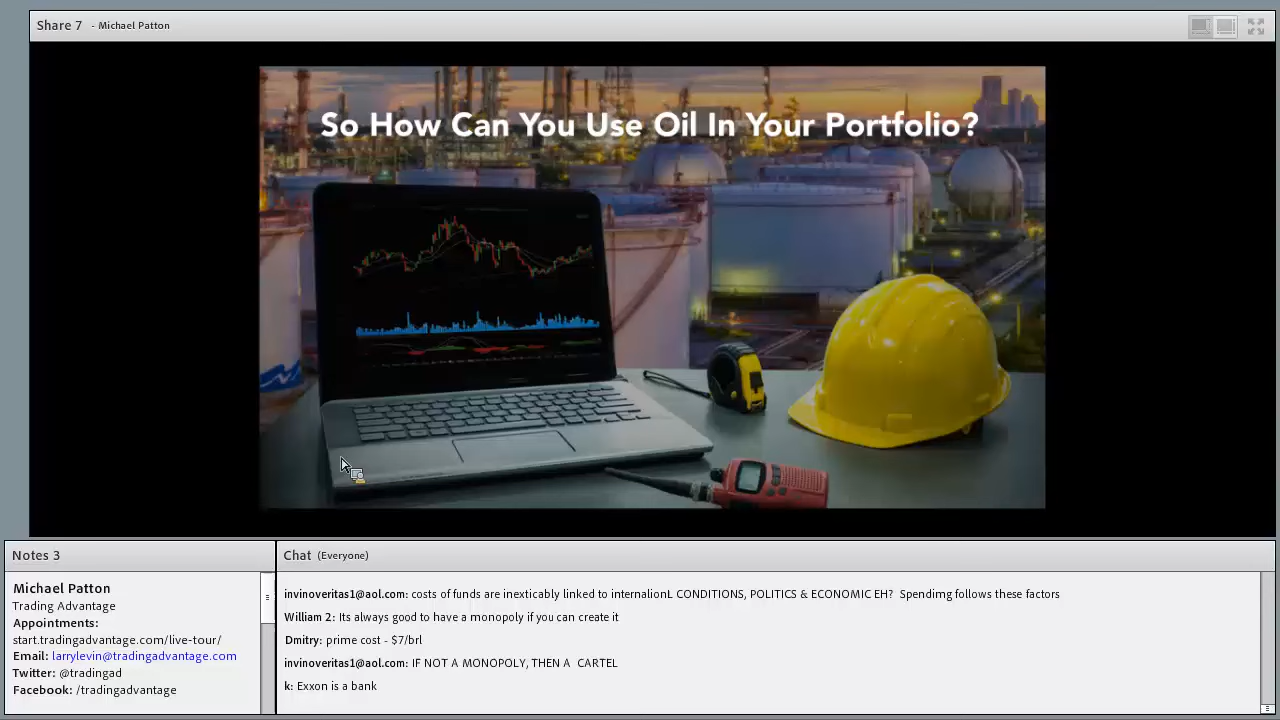 Share 7 - Michael Patton
So How Can You Use Oil In Your Portfolio?
Notes 3
Michael Patton
Trading Advantage
Appointments:
start.tradingadvantage.com/live-tour/
Email: larrylevin@tradingadvantage.com
Twitter: @tradingad
Facebook: /tradingadvantage
Chat (Everyone)
invinoveritas1@aol.com: costs of funds are inexticably linked to internalionL CONDITIONS, POLITICS & ECONOMIC EH? Spendimg follows these factors
William 2: Its always good to have a monopoly if you can create it
Dmitry: prime cost - $7/brl
invinoveritas1@aol.com: IF NOT A MONOPOLY, THEN A CARTEL
k: Exxon is a bank